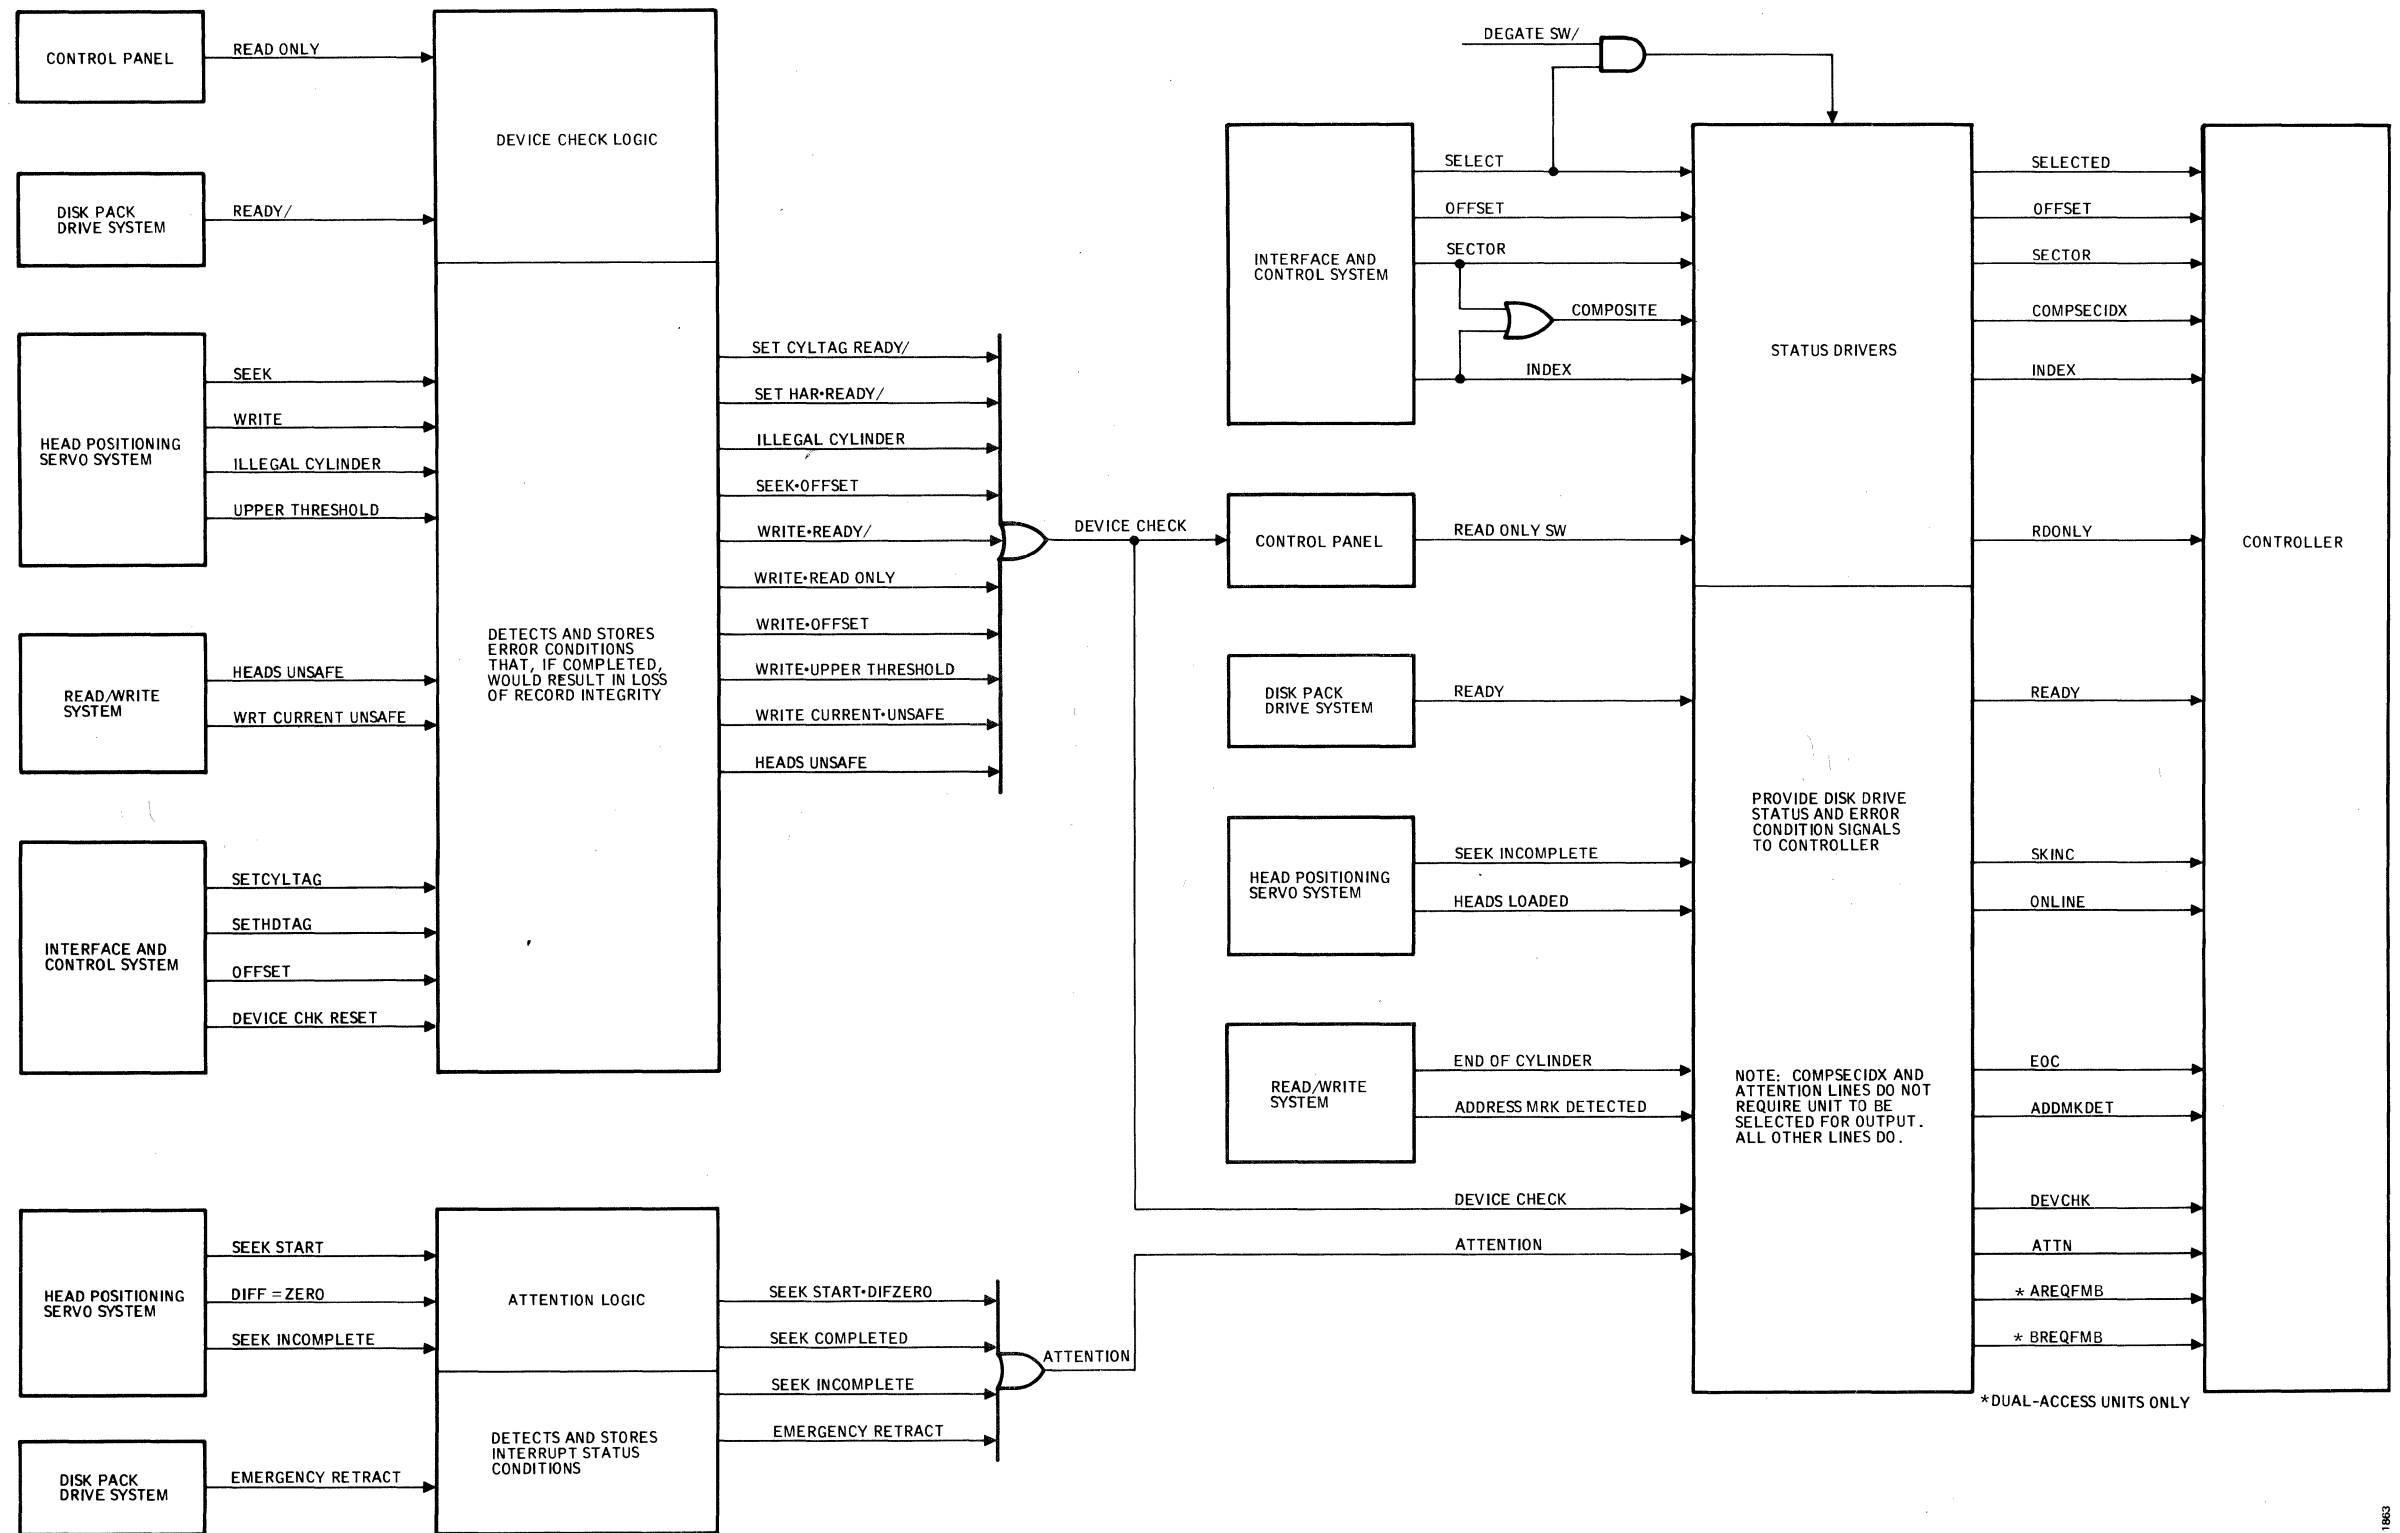 CONTROL PANEL
READ ONLY
DISK PACK
DRIVE SYSTEM
READY/
HEAD POSITIONING
SERVO SYSTEM
SEEK
WRITE
ILLEGAL CYLINDER
UPPER THRESHOLD
READ/WRITE
SYSTEM
HEADS UNSAFE
WRT CURRENT UNSAFE
INTERFACE AND
CONTROL SYSTEM
SETCYLTAG
SETHDTAG
OFFSET
DEVICE CHK RESET
DEVICE CHECK LOGIC
DETECTS AND STORES
ERROR CONDITIONS
THAT, IF COMPLETED,
WOULD RESULT IN LOSS
OF RECORD INTEGRITY
SET CYLTAG READY/
SET HAR•READY/
ILLEGAL CYLINDER
SEEK•OFFSET
WRITE•READY/
WRITE•READ ONLY
WRITE•OFFSET
WRITE•UPPER THRESHOLD
WRITE CURRENT•UNSAFE
HEADS UNSAFE
DEVICE CHECK
HEAD POSITIONING
SERVO SYSTEM
SEEK START
DIFF = ZERO
SEEK INCOMPLETE
DISK PACK
DRIVE SYSTEM
EMERGENCY RETRACT
ATTENTION LOGIC
DETECTS AND STORES
INTERRUPT STATUS
CONDITIONS
SEEK START•DIFZERO
SEEK COMPLETED
SEEK INCOMPLETE
EMERGENCY RETRACT
ATTENTION
DEGATE SW/
INTERFACE AND
CONTROL SYSTEM
SELECT
OFFSET
SECTOR
COMPOSITE
INDEX
CONTROL PANEL
READ ONLY SW
DISK PACK
DRIVE SYSTEM
READY
HEAD POSITIONING
SERVO SYSTEM
SEEK INCOMPLETE
HEADS LOADED
READ/WRITE
SYSTEM
END OF CYLINDER
ADDRESS MRK DETECTED
DEVICE CHECK
ATTENTION
STATUS DRIVERS
PROVIDE DISK DRIVE
STATUS AND ERROR
CONDITION SIGNALS
TO CONTROLLER
NOTE: COMPSECIDX AND
ATTENTION LINES DO NOT
REQUIRE UNIT TO BE
SELECTED FOR OUTPUT.
ALL OTHER LINES DO.
SELECTED
OFFSET
SECTOR
COMPSECIDX
INDEX
RDONLY
READY
SKINC
ONLINE
EOC
ADDMKDET
DEVCHK
ATTN
* AREQFMB
* BREQFMB
*DUAL-ACCESS UNITS ONLY
CONTROLLER
1863